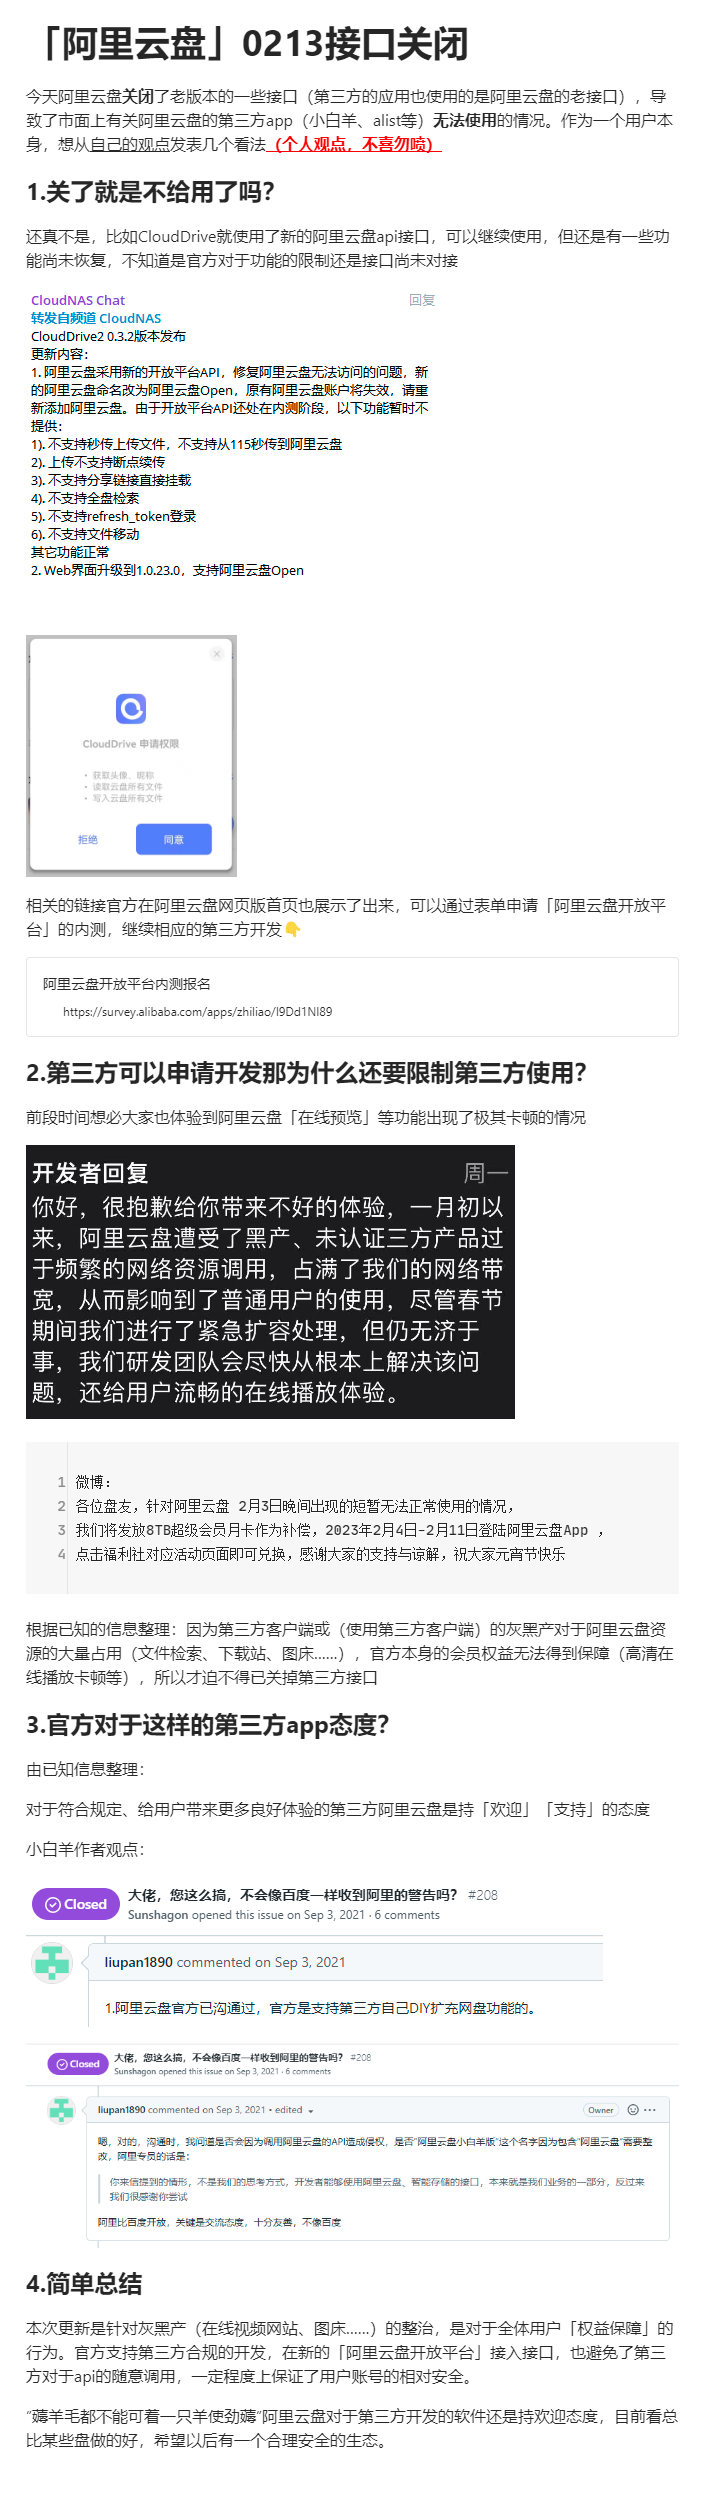 「阿里云盘」0213接口关闭
今天阿里云盘关闭了老版本的一些接口（第三方的应用也使用的是阿里云盘的老接口），导
致了市面上有关阿里云盘的第三方app（小白羊、alist等）无法使用的情况。作为一个用户本
身，想从自己的观点发表几个看法（个人观点，不喜勿喷）
1.关了就是不给用了吗？
还真不是，比如CloudDrive就使用了新的阿里云盘api接口，可以继续使用，但还是有一些功
能尚未恢复，不知道是官方对于功能的限制还是接口尚未对接
CloudNAS Chat 回复
转发自频道 CloudNAS
CloudDrive2 0.3.2版本发布
更新内容：
1. 阿里云盘采用新的开放平台API，修复阿里云盘无法访问的问题，新
的阿里云盘命名改为阿里云盘Open，原有阿里云盘账户将失效，请重
新添加阿里云盘。由于开放平台API还处在内测阶段，以下功能暂时不
提供：
1). 不支持秒传上传文件，不支持从115秒传到阿里云盘
2). 上传不支持断点续传
3). 不支持分享链接直接挂载
4). 不支持全盘检索
5). 不支持refresh_token登录
6). 不支持文件移动
其它功能正常
2. Web界面升级到1.0.23.0，支持阿里云盘Open
CloudDrive 申请权限
• 获取头像、昵称
• 读取云盘所有文件
• 写入云盘所有文件
拒绝 同意
相关的链接官方在阿里云盘网页版首页也展示了出来，可以通过表单申请「阿里云盘开放平
台」的内测，继续相应的第三方开发👇
阿里云盘开放平台内测报名
https://survey.alibaba.com/apps/zhiliao/I9Dd1NI89
2.第三方可以申请开发那为什么还要限制第三方使用？
前段时间想必大家也体验到阿里云盘「在线预览」等功能出现了极其卡顿的情况
开发者回复 周一
你好，很抱歉给你带来不好的体验，一月初以
来，阿里云盘遭受了黑产、未认证三方产品过
于频繁的网络资源调用，占满了我们的网络带
宽，从而影响到了普通用户的使用，尽管春节
期间我们进行了紧急扩容处理，但仍无济于
事，我们研发团队会尽快从根本上解决该问
题，还给用户流畅的在线播放体验。
1 微博：
2 各位盘友，针对阿里云盘 2月3日晚间出现的短暂无法正常使用的情况，
3 我们将发放8TB超级会员月卡作为补偿，2023年2月4日-2月11日登陆阿里云盘App ，
4 点击福利社对应活动页面即可兑换，感谢大家的支持与谅解，祝大家元宵节快乐
根据已知的信息整理：因为第三方客户端或（使用第三方客户端）的灰黑产对于阿里云盘资
源的大量占用（文件检索、下载站、图床......），官方本身的会员权益无法得到保障（高清在
线播放卡顿等），所以才迫不得已关掉第三方接口
3.官方对于这样的第三方app态度？
由已知信息整理：
对于符合规定、给用户带来更多良好体验的第三方阿里云盘是持「欢迎」「支持」的态度
小白羊作者观点：
Closed 大佬，您这么搞，不会像百度一样收到阿里的警告吗？ #208
Sunshagon opened this issue on Sep 3, 2021 · 6 comments
liupan1890 commented on Sep 3, 2021
1.阿里云盘官方已沟通过，官方是支持第三方自己DIY扩充网盘功能的。
Closed 大佬，您这么搞，不会像百度一样收到阿里的警告吗？ #208
Sunshagon opened this issue on Sep 3, 2021 · 6 comments
liupan1890 commented on Sep 3, 2021 • edited Owner
嗯，对的，沟通时，我问道是否会因为调用阿里云盘的API造成侵权，是否"阿里云盘小白羊版"这个名字因为包含"阿里云盘"需要整
改，阿里专员的话是：
你来信提到的情形，不是我们的思考方式，开发者能够使用阿里云盘、智能存储的接口，本来就是我们业务的一部分，反过来
我们很感谢你尝试
阿里比百度开放，关键是交流态度，十分友善，不像百度
4.简单总结
本次更新是针对灰黑产（在线视频网站、图床......）的整治，是对于全体用户「权益保障」的
行为。官方支持第三方合规的开发，在新的「阿里云盘开放平台」接入接口，也避免了第三
方对于api的随意调用，一定程度上保证了用户账号的相对安全。
"薅羊毛都不能可着一只羊使劲薅"阿里云盘对于第三方开发的软件还是持欢迎态度，目前看总
比某些盘做的好，希望以后有一个合理安全的生态。